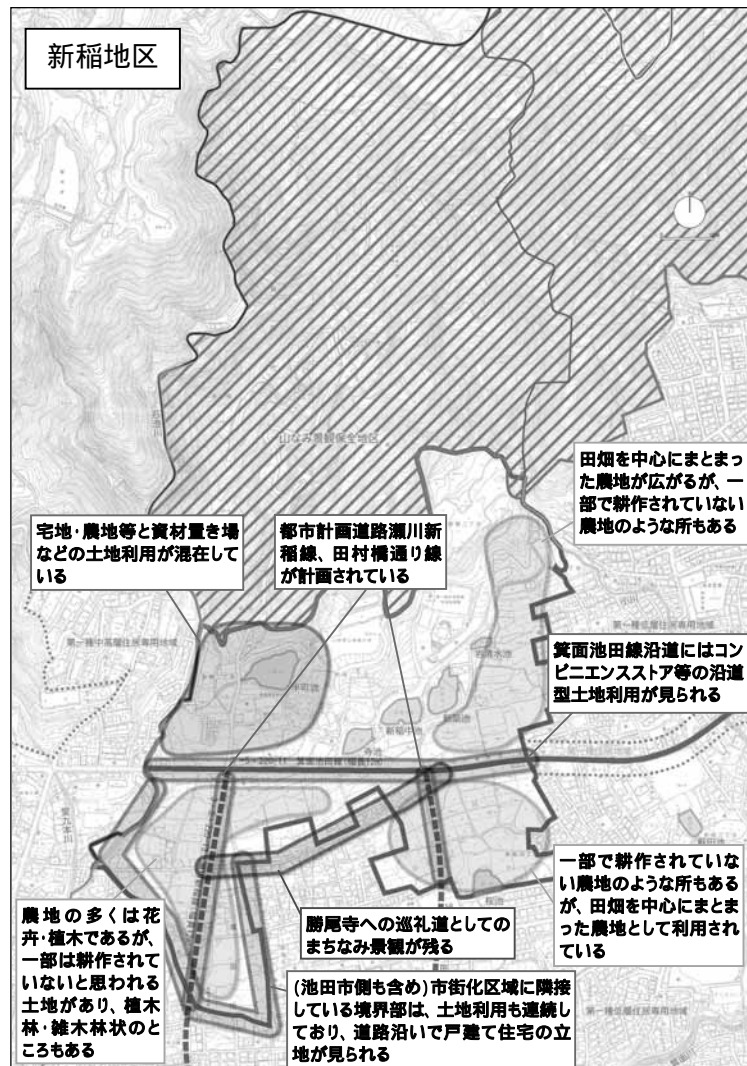 新稲地区
山なみ景観保全地区
田畑を中心にまとまっ
た農地が広がるが、一
部で耕作されていない
農地のような所もある
宅地・農地等と資材置き場
などの土地利用が混在して
いる
都市計画道路瀬川新
稲線、田村橋通り線
が計画されている
第一種中高層住居専用地域
第一種低層住居専用地域
箕面池田線沿道にはコン
ビニエンスストア等の沿道
型土地利用が見られる
新稲中池
寺池
農地の多くは花
卉・植木であるが、
一部は耕作されて
いないと思われる
土地があり、植木
林・雑木林状のと
ころもある
勝尾寺への巡礼道としての
まちなみ景観が残る
一部で耕作されていな
い農地のような所もある
が、田畑を中心にまとま
った農地として利用され
ている
(池田市側も含め)市街化区域に隣接
している境界部は、土地利用も連続し
ており、道路沿いで戸建て住宅の立
地が見られる
第一種低層住居専用地域